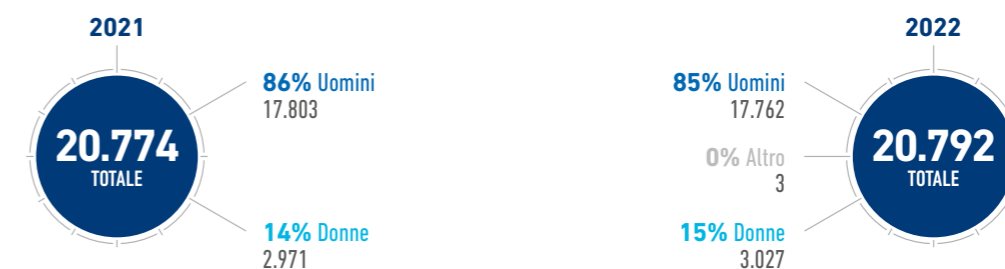 2021
86% Uomini
17.803
20.774
TOTALE
14% Donne
2.971
2022
85% Uomini
17.762
0% Altro
3
20.792
TOTALE
15% Donne
3.027